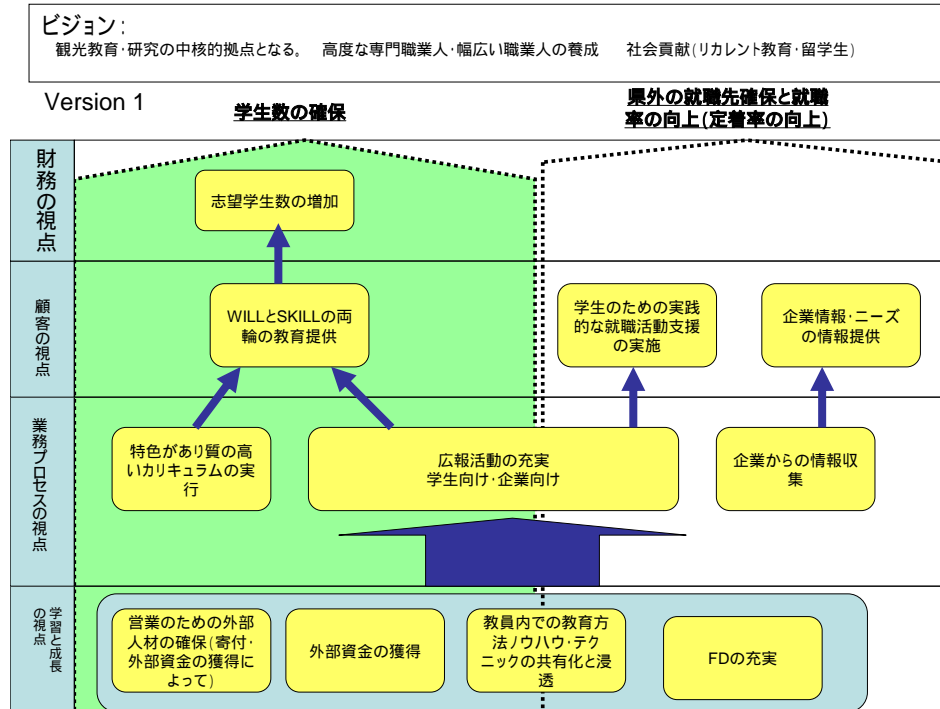 ビジョン：
観光教育・研究の中核的拠点となる。　高度な専門職業人・幅広い職業人の養成　　社会貢献(リカレント教育・留学生)
Version 1
学生数の確保
県外の就職先確保と就職
率の向上(定着率の向上)
財務の視点
志望学生数の増加
顧客の視点
WILLとSKILLの両
輪の教育提供
学生のための実践
的な就職活動支援
の実施
企業情報・ニーズ
の情報提供
業務プロセスの視点
特色があり質の高
いカリキュラムの実
行
広報活動の充実
学生向け・企業向け
企業からの情報収
集
学習と成長
の視点
営業のための外部
人材の確保(寄付・
外部資金の獲得に
よって)
外部資金の獲得
教員内での教育方
法ノウハウ・テク
ニックの共有化と浸
透
FDの充実